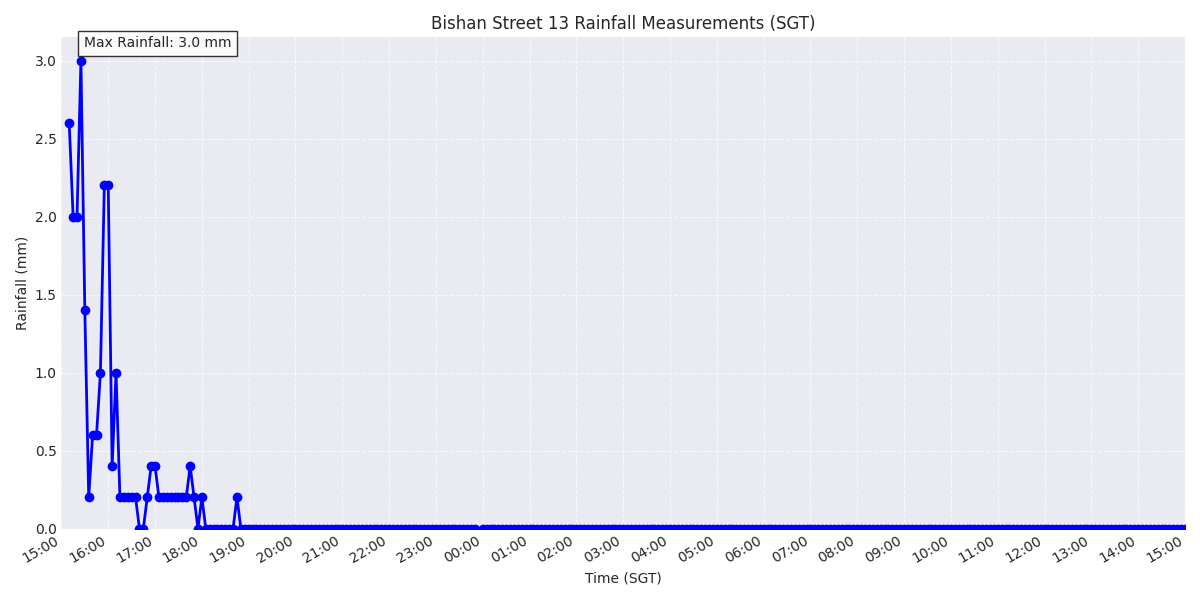 Bishan Street 13 Rainfall Measurements (SGT)
Max Rainfall: 3.0 mm
3.0
2.5
2.0
1.5
1.0
0.5
0.0
Rainfall (mm)
15:00 16:00 17:00 18:00 19:00 20:00 21:00 22:00 23:00 00:00 01:00 02:00 03:00 04:00 05:00 06:00 07:00 08:00 09:00 10:00 11:00 12:00 13:00 14:00 15:00
Time (SGT)